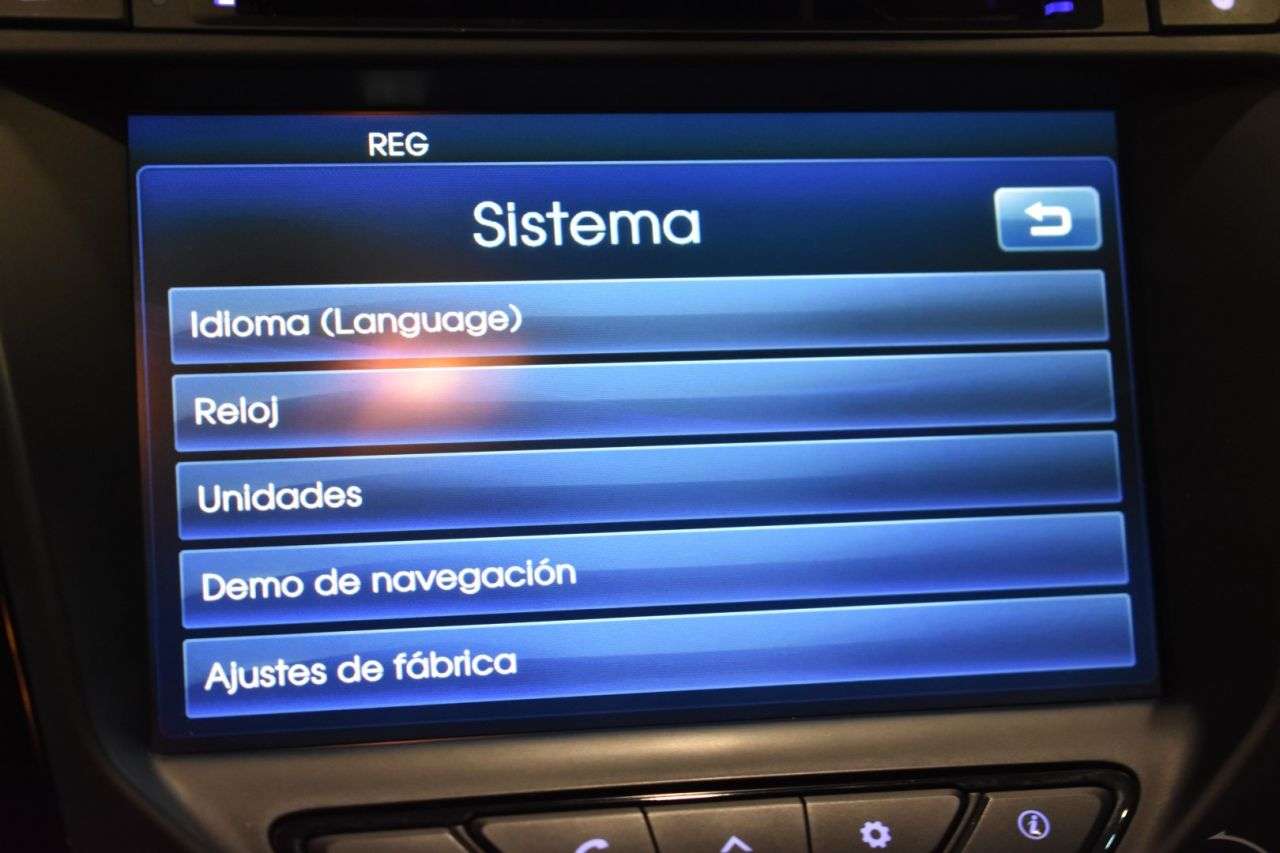 REG
Sistema
Idioma (Language)
Reloj
Unidades
Demo de navegación
Ajustes de fábrica